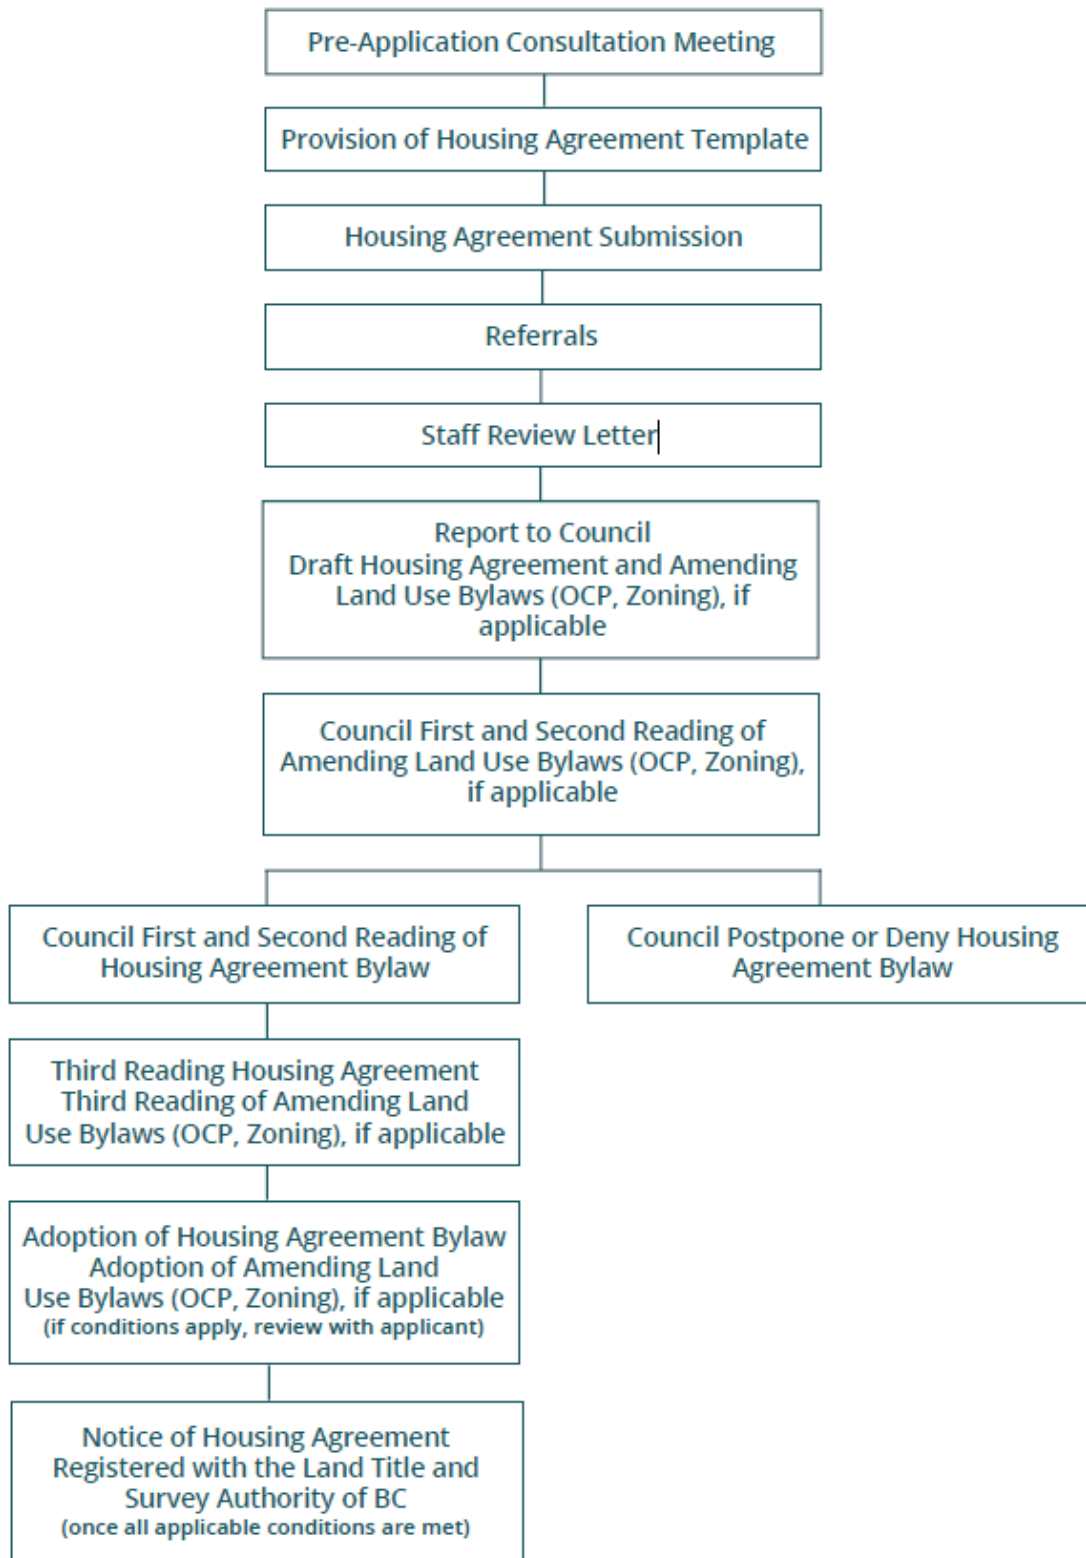 Pre-Application Consultation Meeting
Provision of Housing Agreement Template
Housing Agreement Submission
Referrals
Staff Review Letter
Report to Council
Draft Housing Agreement and Amending
Land Use Bylaws (OCP, Zoning), if
applicable
Council First and Second Reading of
Amending Land Use Bylaws (OCP, Zoning),
if applicable
Council First and Second Reading of
Housing Agreement Bylaw
Council Postpone or Deny Housing
Agreement Bylaw
Third Reading Housing Agreement
Third Reading of Amending Land
Use Bylaws (OCP, Zoning), if applicable
Adoption of Housing Agreement Bylaw
Adoption of Amending Land
Use Bylaws (OCP, Zoning), if applicable
(if conditions apply, review with applicant)
Notice of Housing Agreement
Registered with the Land Title and
Survey Authority of BC
(once all applicable conditions are met)